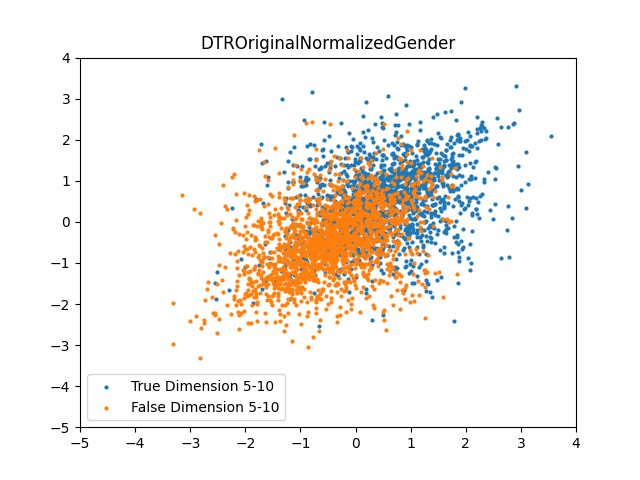 DTROriginalNormalizedGender
4
3
2
1
0
−1
−2
−3
−4
−5
True Dimension 5-10
False Dimension 5-10
−5 −4 −3 −2 −1 0 1 2 3 4